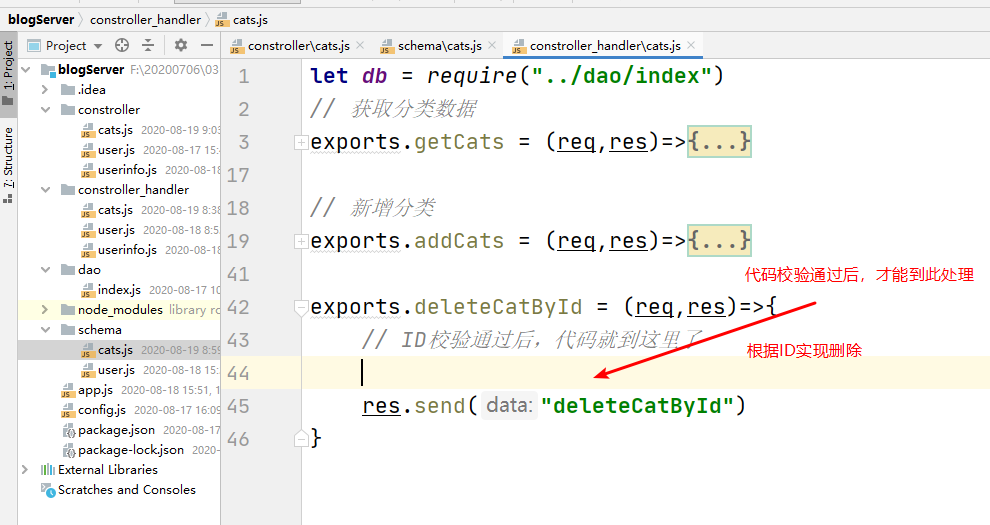 blogServer constroller_handler cats.js
Project constroller\cats.js schema\cats.js constroller_handler\cats.js
1: Project
7: Structure
blogServer F:\20200706\03
.idea
constroller
cats.js 2020-08-19 9:03
user.js 2020-08-17 15:4
userinfo.js 2020-08-18
constroller_handler
cats.js 2020-08-19 8:38
user.js 2020-08-18 8:5
userinfo.js 2020-08-18
dao
index.js 2020-08-17 10
node_modules library ro
schema
cats.js 2020-08-19 8:59
user.js 2020-08-18 15:
app.js 2020-08-18 15:51, 1
config.js 2020-08-17 16:09
package.json 2020-08-17
package-lock.json 2020-
External Libraries
Scratches and Consoles
1 let db = require("../dao/index")
2 // 获取分类数据
3 exports.getCats = (req,res)=>{...}
17
18 // 新增分类
19 exports.addCats = (req,res)=>{...}
41
代码校验通过后，才能到此处理
42 exports.deleteCatById = (req,res)=>{
43 // ID校验通过后，代码就到这里了
根据ID实现删除
44
45 res.send( data: "deleteCatById")
46 }